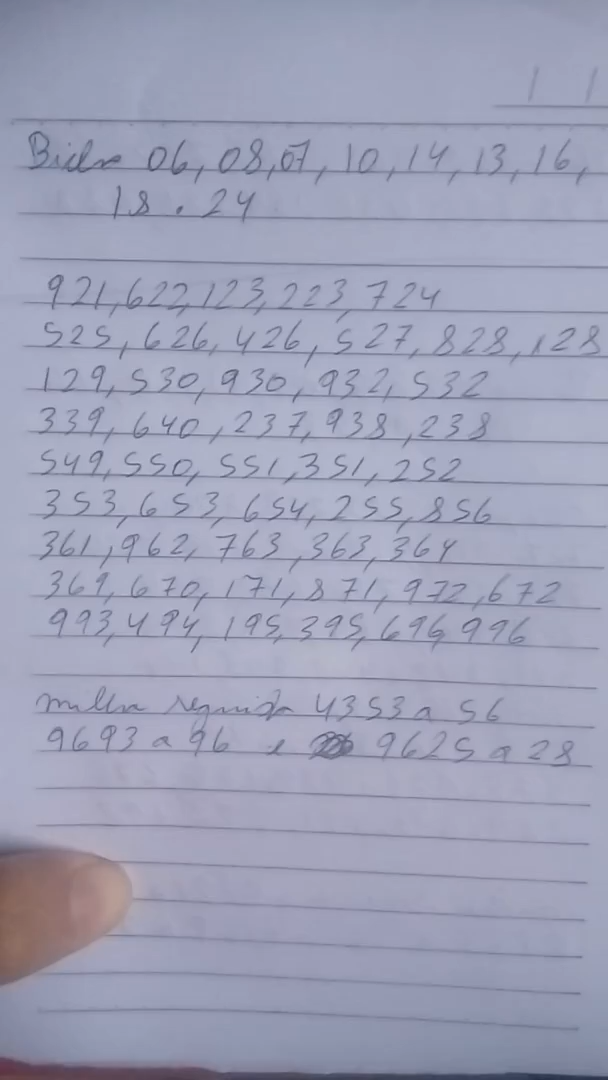 Bicho 06, 08, 07, 10, 14, 13, 16,
18 . 24
921, 622, 123, 223, 724
525, 626, 426, 527, 828, 128
129, 530, 930, 932, 532
339, 640, 237, 938, 238
549, 550, 551, 351, 252
353, 653, 654, 255, 856
361, 962, 763, 363, 364
369, 670, 171, 871, 972, 672
993, 494, 195, 395, 696, 996
milhar seguida 4353 a 56
9693 a 96 e 9625 a 28